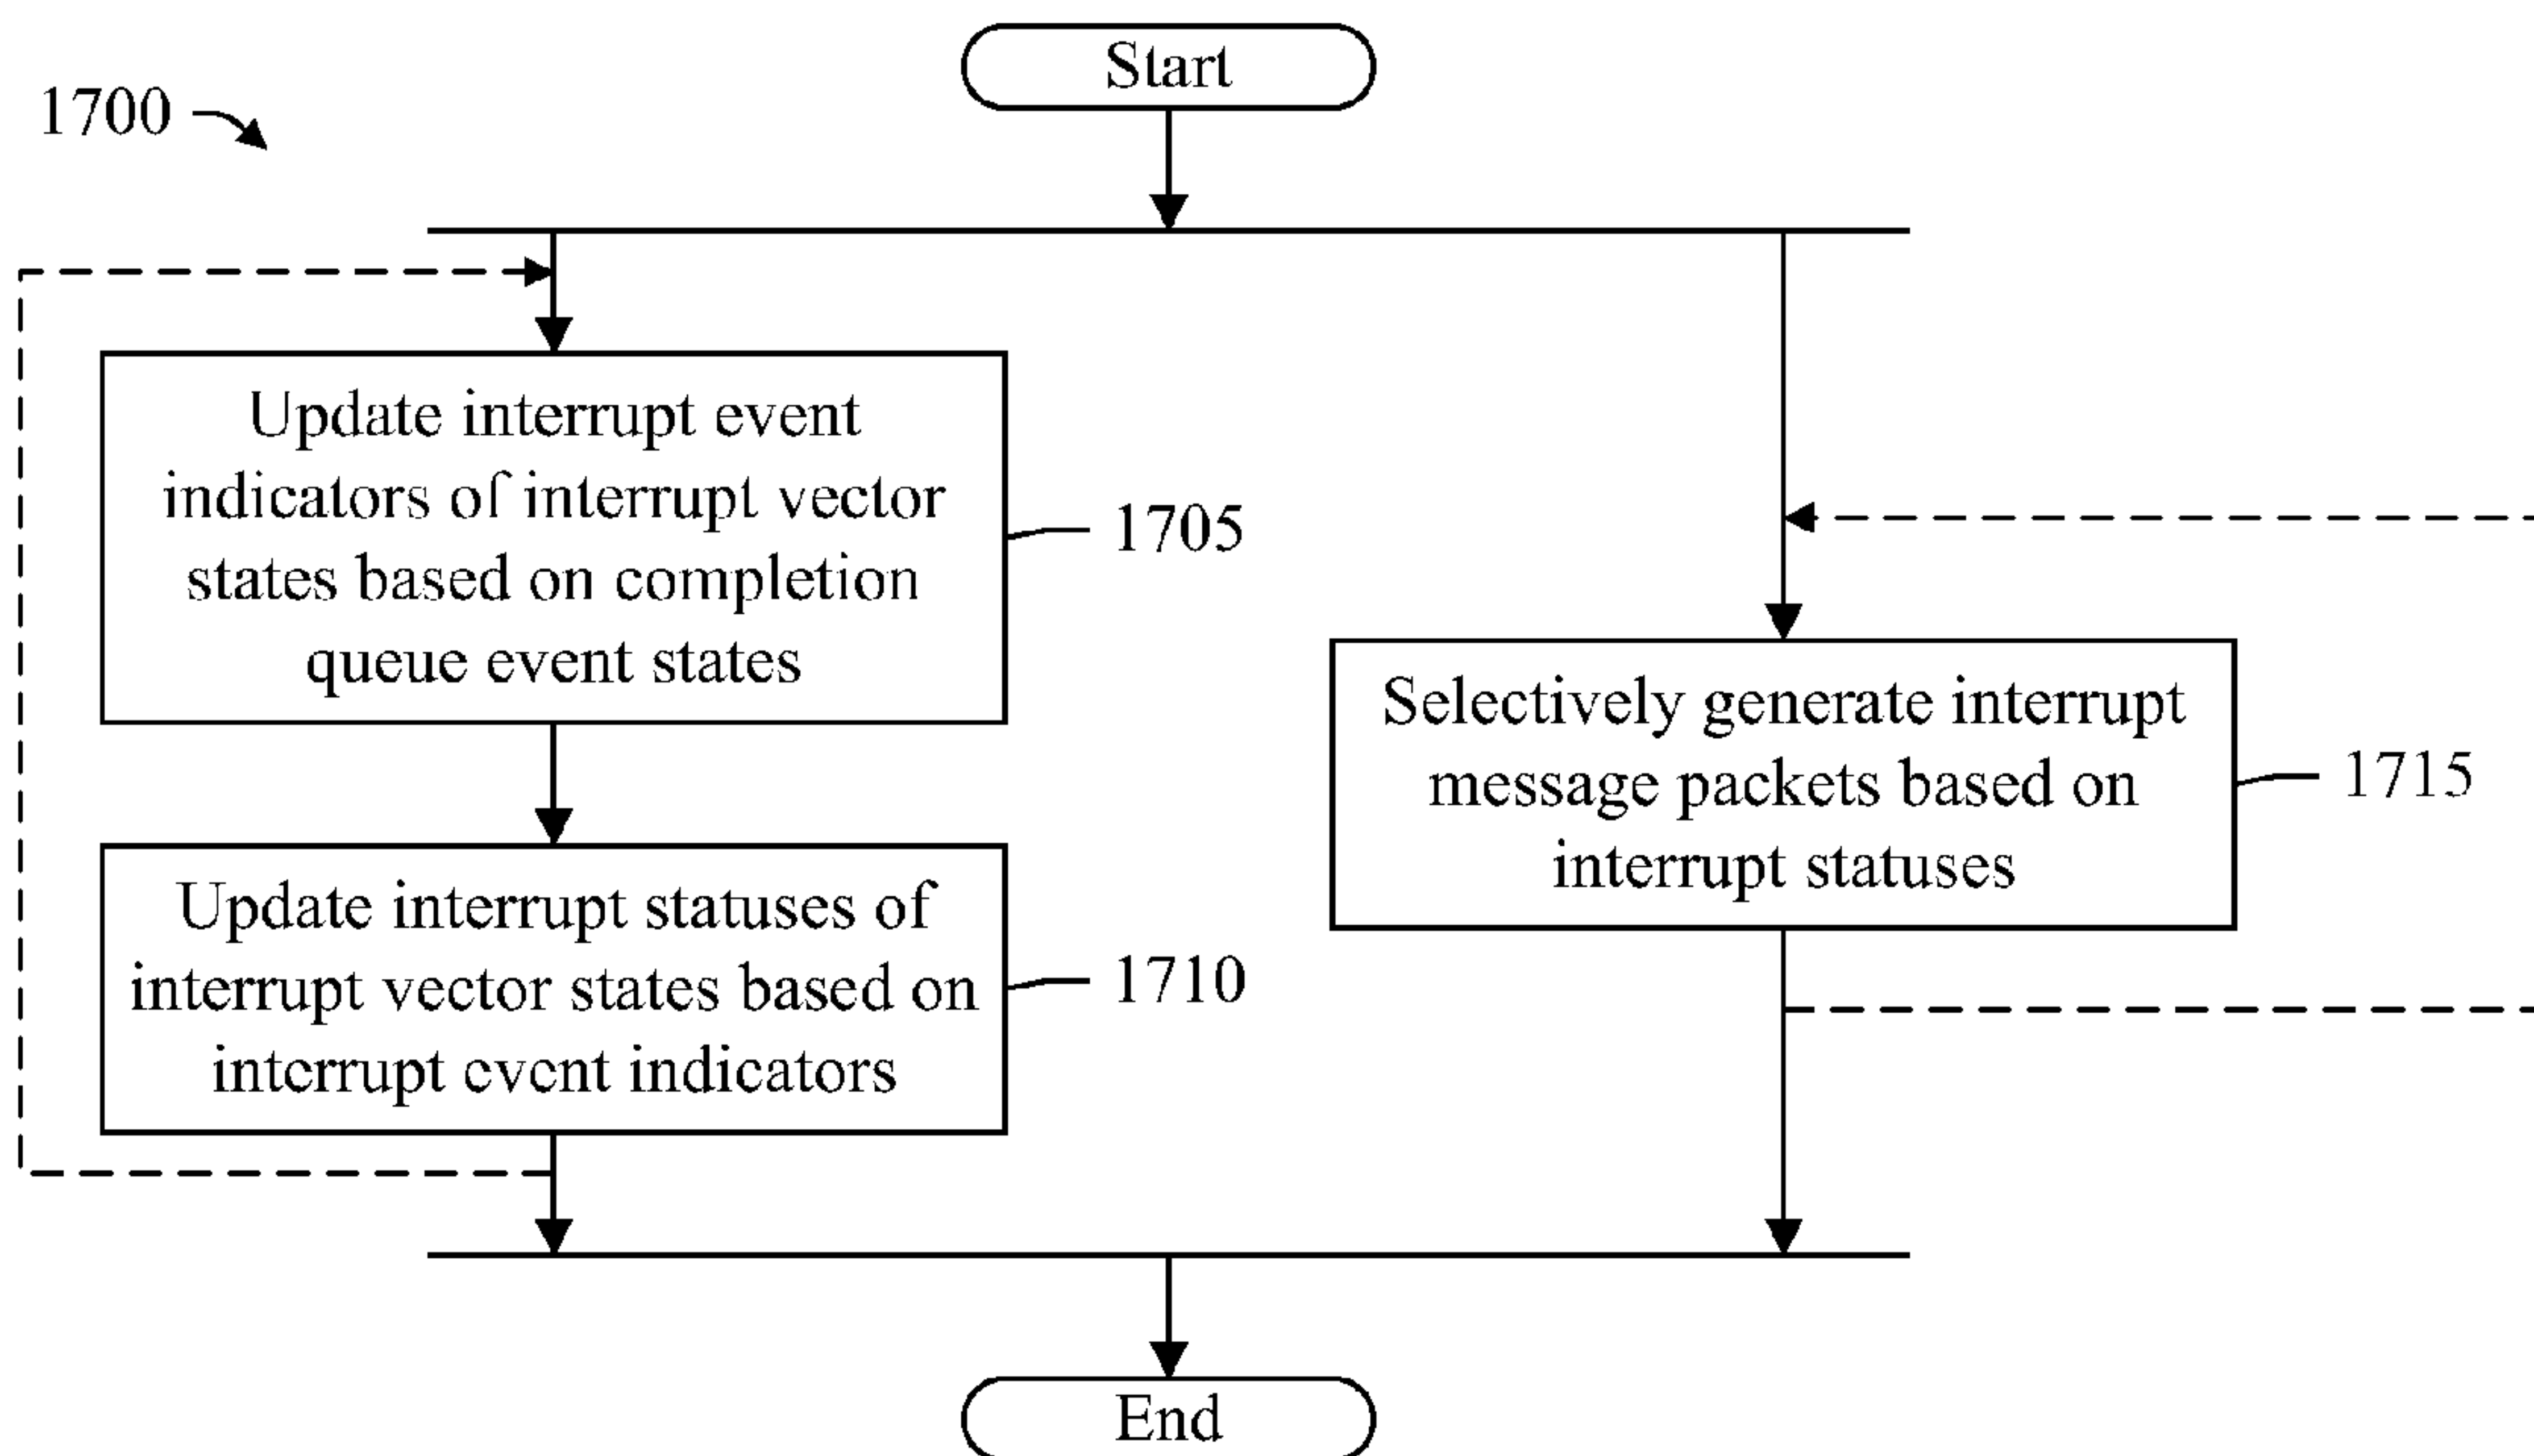 Start
1700
Update interrupt event
indicators of interrupt vector
states based on completion
queue event states
1705
Selectively generate interrupt
message packets based on
interrupt statuses
1715
Update interrupt statuses of
interrupt vector states based on
interrupt event indicators
1710
End